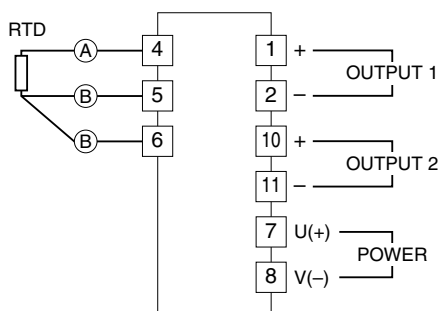 RTD
A 4 1 +
OUTPUT 1
B 5 2 –
B 6 10 +
OUTPUT 2
11 –
7 U(+)
POWER
8 V(–)